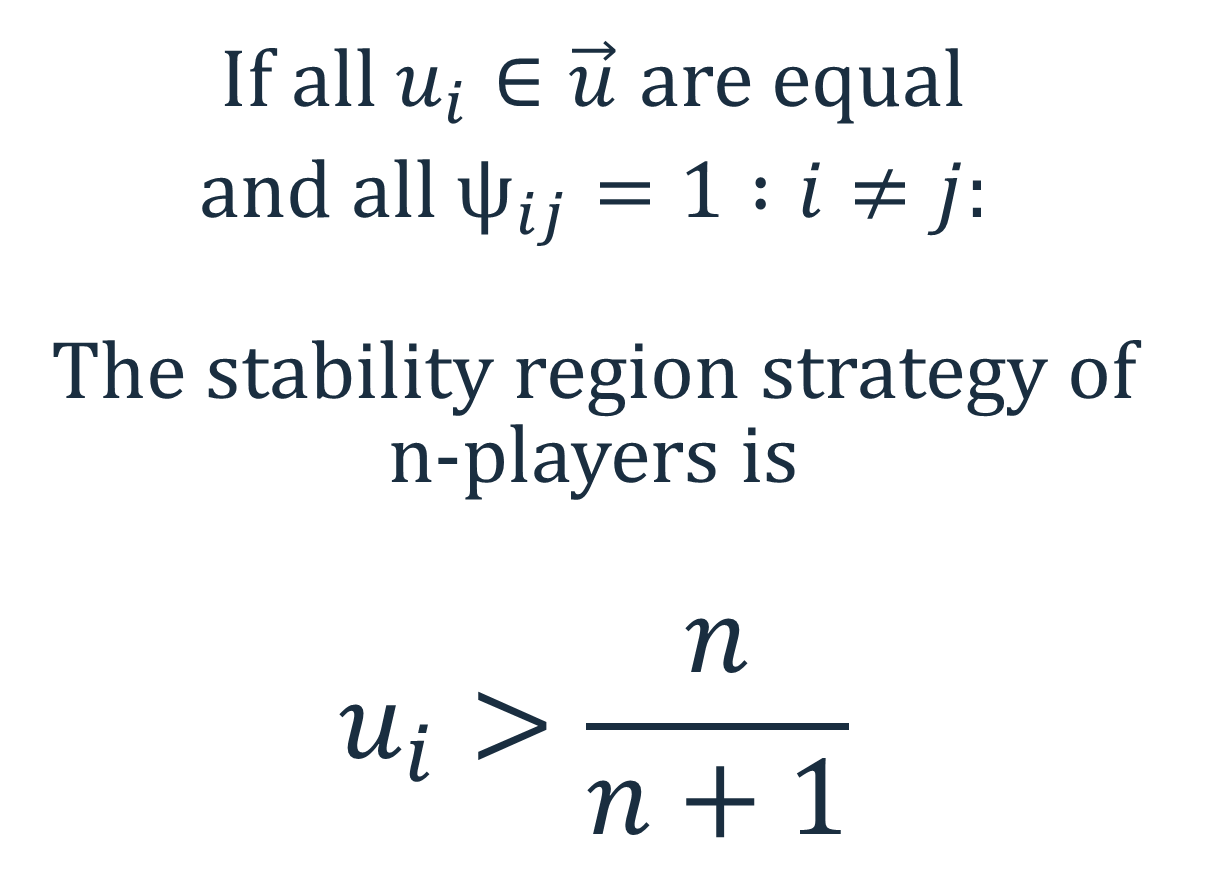 If all uᵢ ∈ u⃗ are equal
and all ψᵢⱼ = 1 : i ≠ j:
The stability region strategy of
n-players is
uᵢ > n/(n + 1)